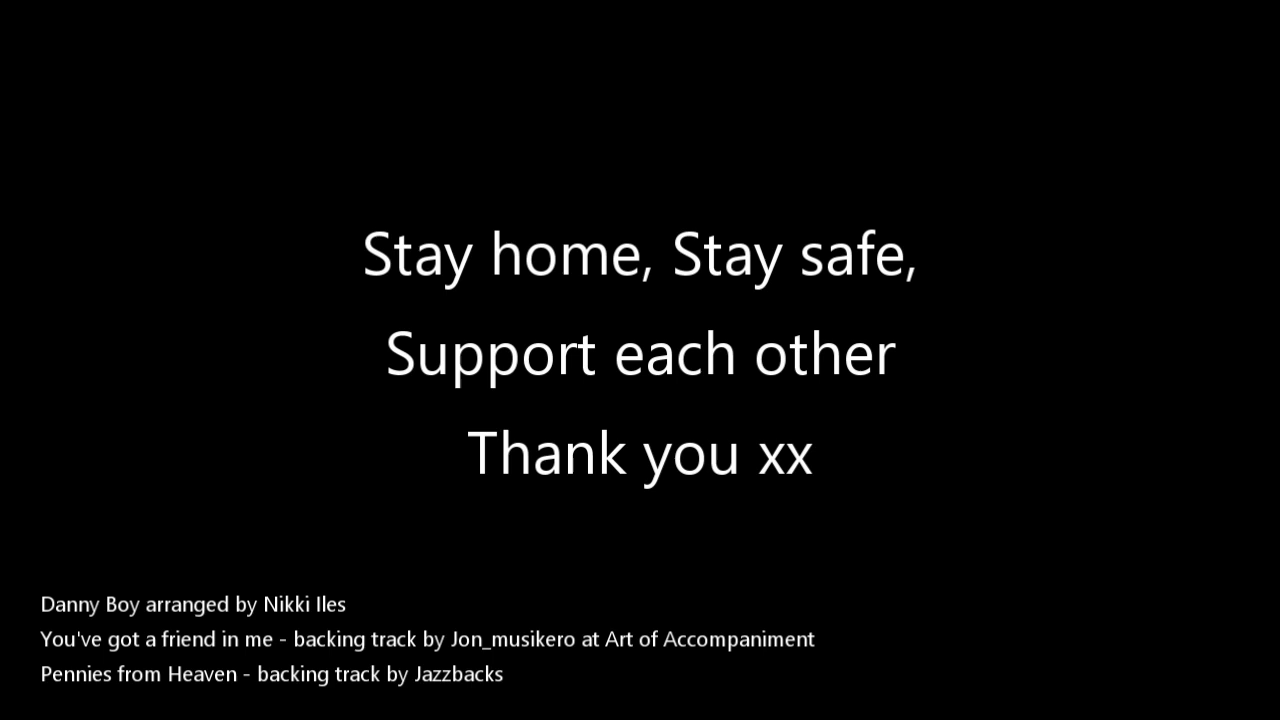 Stay home, Stay safe,
Support each other
Thank you xx
Danny Boy arranged by Nikki Iles
You've got a friend in me - backing track by Jon_musikero at Art of Accompaniment
Pennies from Heaven - backing track by Jazzbacks